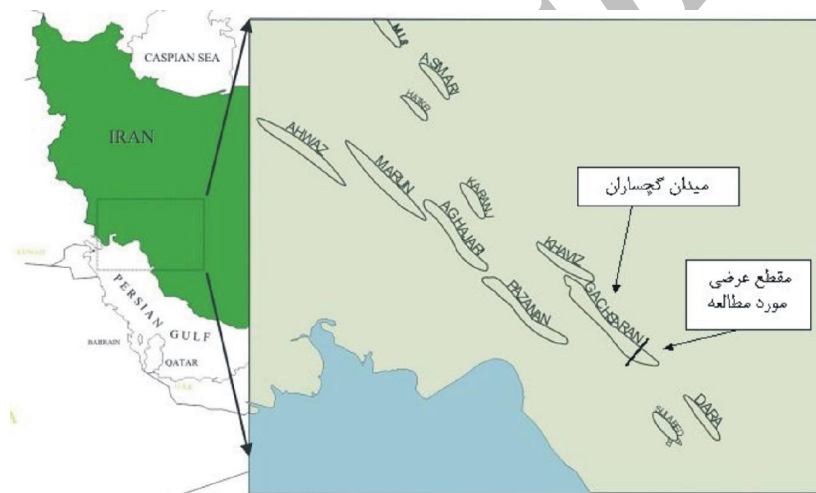 CASPIAN SEA
IRAN
KUWAIT
PERSIAN GULF
BAHRAIN
QATAR
U.A.E
M.I.S
ASMARI
AHWAZ
MARUN
KARANJ
AGHAJARI
KHAVIZ
PAZANAN
GACHSARAN
DARA
میدان گچساران
مقطع عرضی
مورد مطالعه